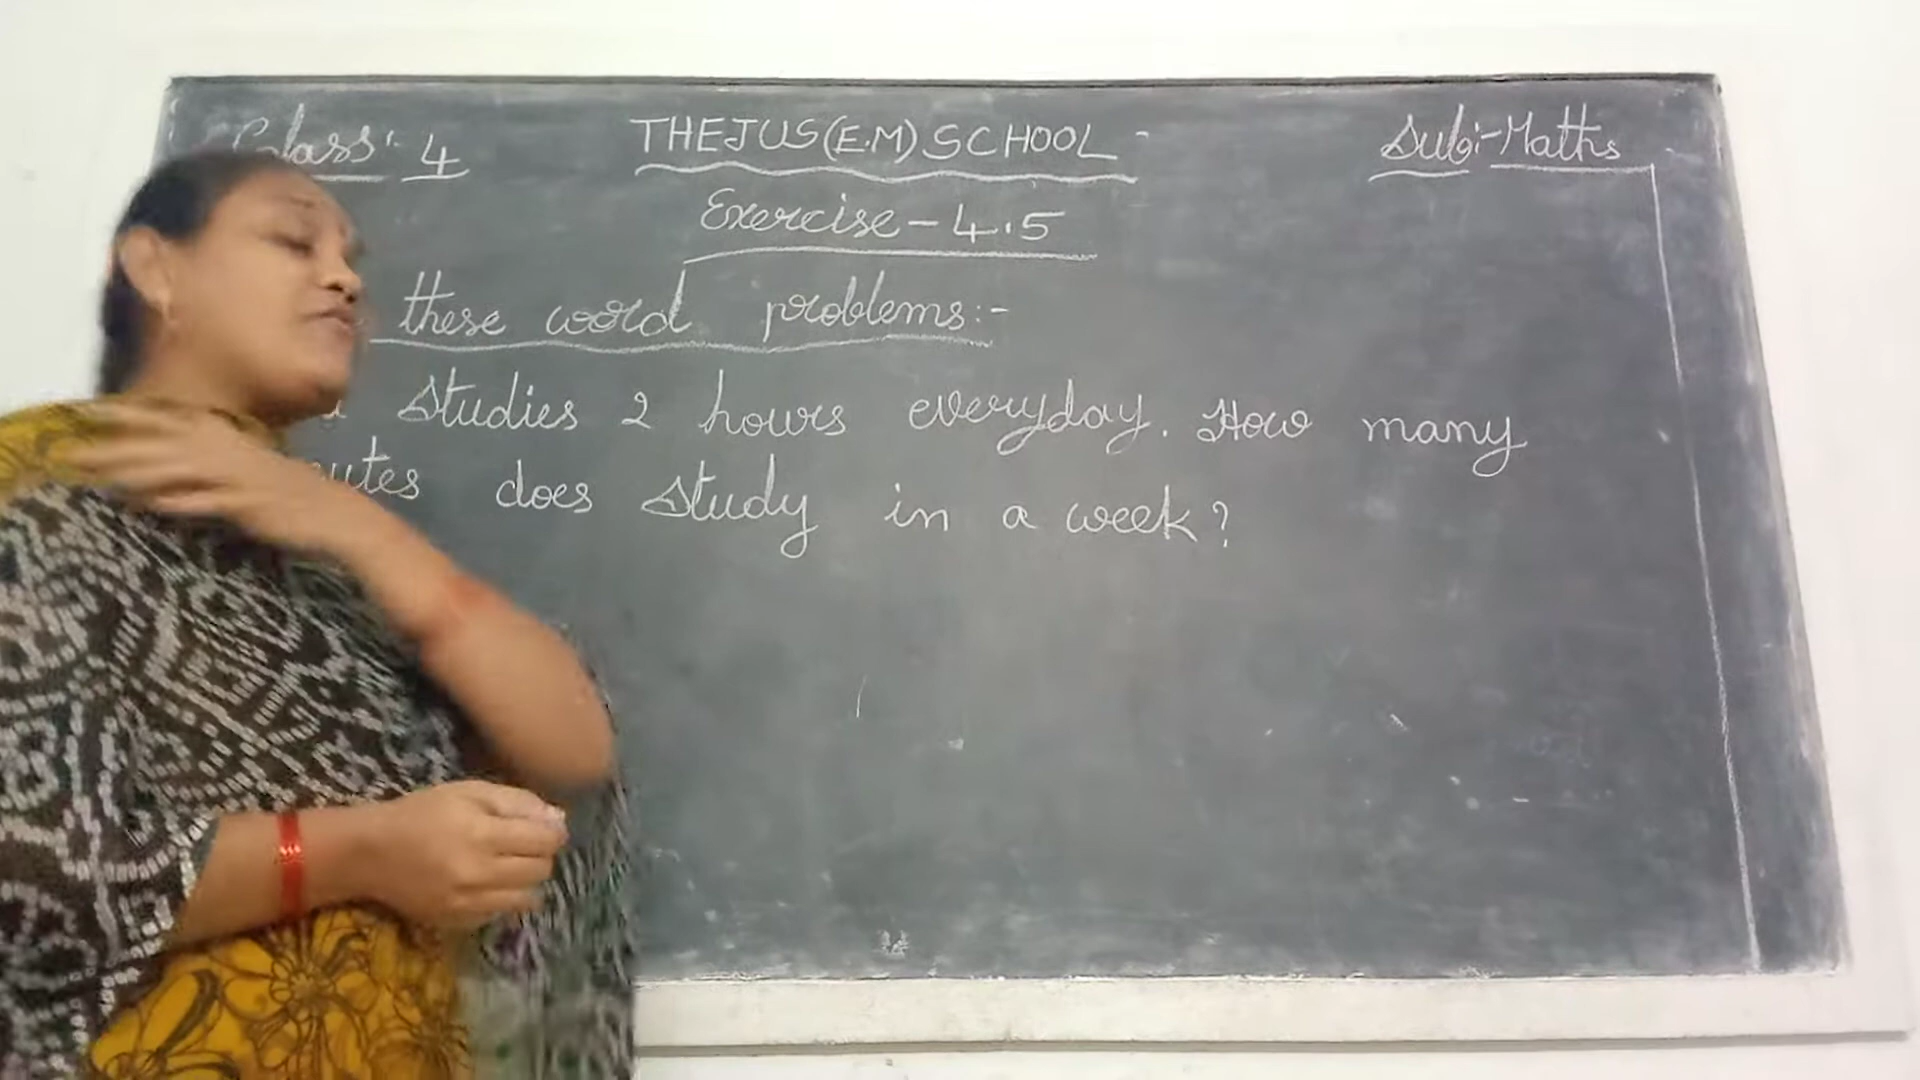 Class:- 4 THEJUS (E.M) SCHOOL - Sub:- Maths
Exercise - 4.5
these word problems:-
studies 2 hours everyday. How many
does study in a week?